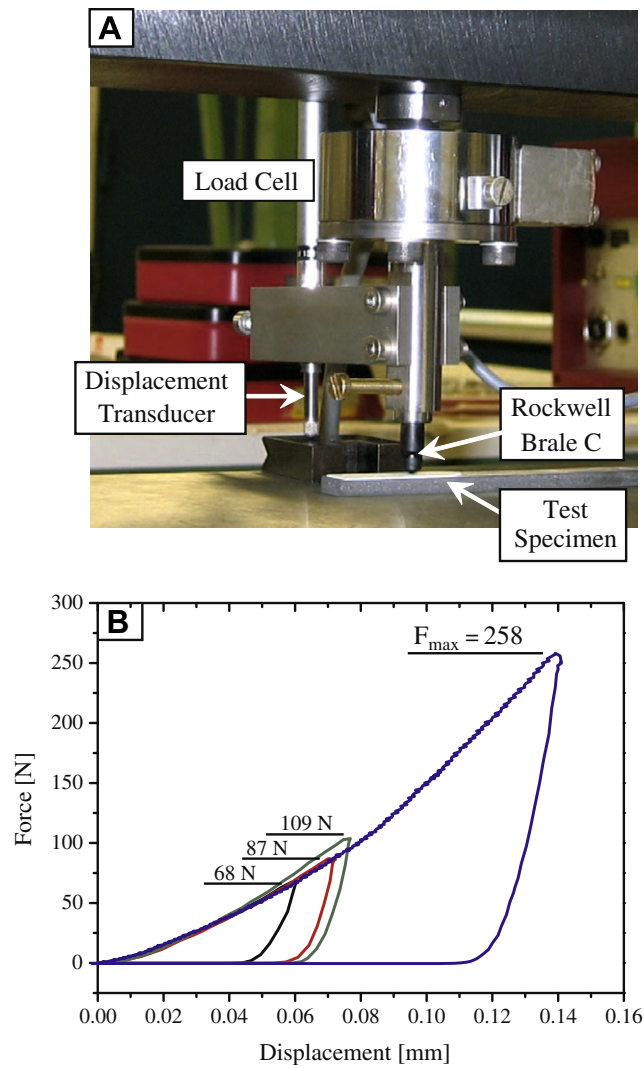 A
Load Cell
Displacement
Transducer
Rockwell
Brale C
Test
Specimen
B
300
250
200
150
100
50
0
Force [N]
Fmax = 258
109 N
87 N
68 N
0.00 0.02 0.04 0.06 0.08 0.10 0.12 0.14 0.16
Displacement [mm]